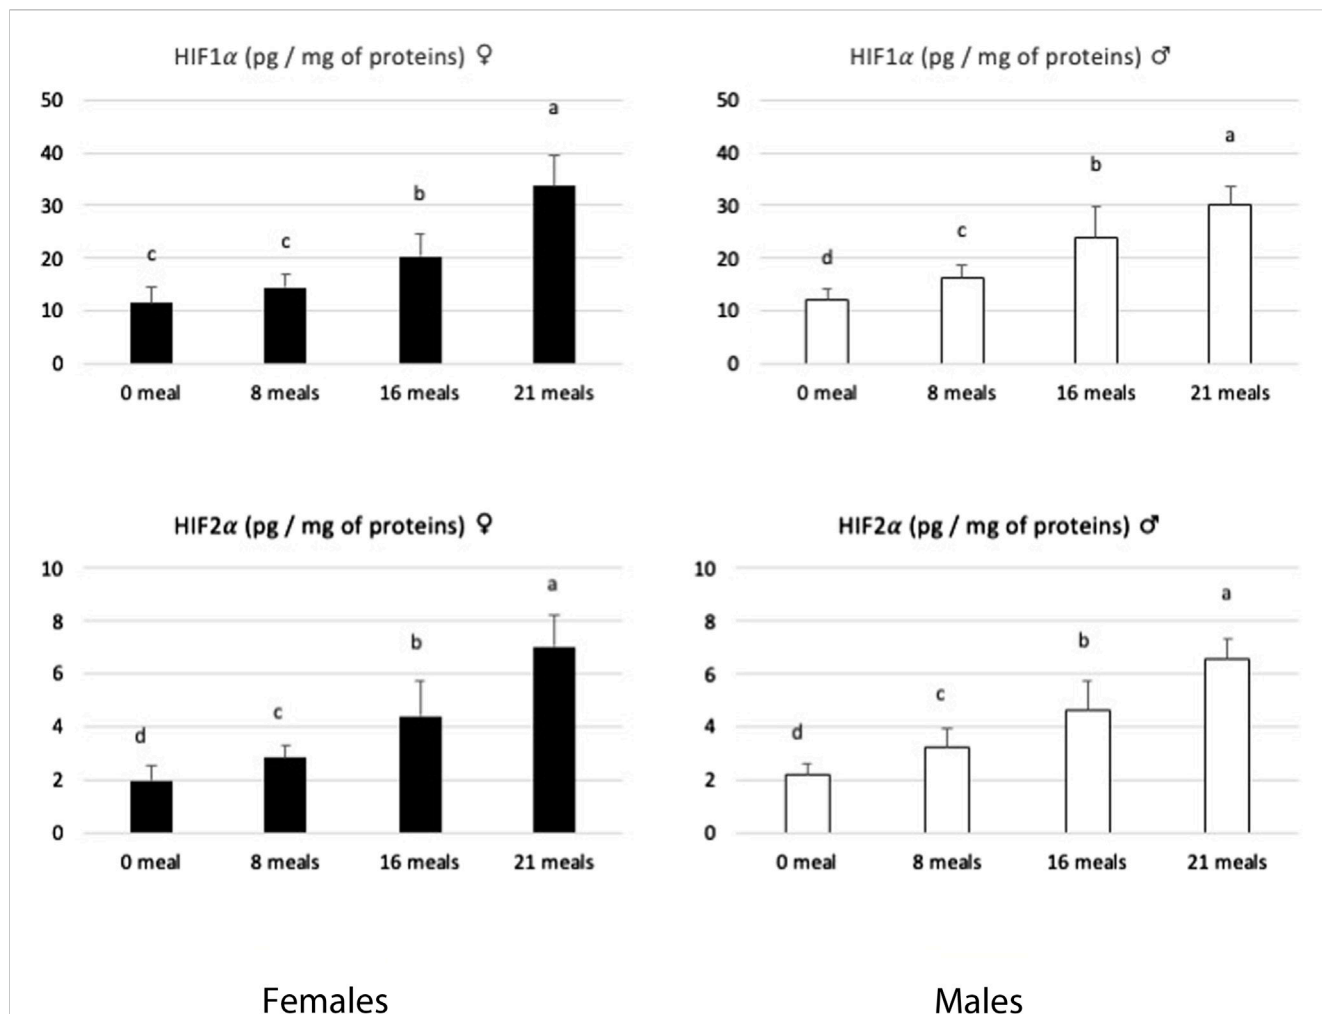 HIF1α (pg / mg of proteins) ♀
50
40
30
20
10
0
c
c
b
a
0 meal 8 meals 16 meals 21 meals
HIF1α (pg / mg of proteins) ♂
50
40
30
20
10
0
d
c
b
a
0 meal 8 meals 16 meals 21 meals
HIF2α (pg / mg of proteins) ♀
10
8
6
4
2
0
d
c
b
a
0 meal 8 meals 16 meals 21 meals
HIF2α (pg / mg of proteins) ♂
10
8
6
4
2
0
d
c
b
a
0 meal 8 meals 16 meals 21 meals
Females
Males